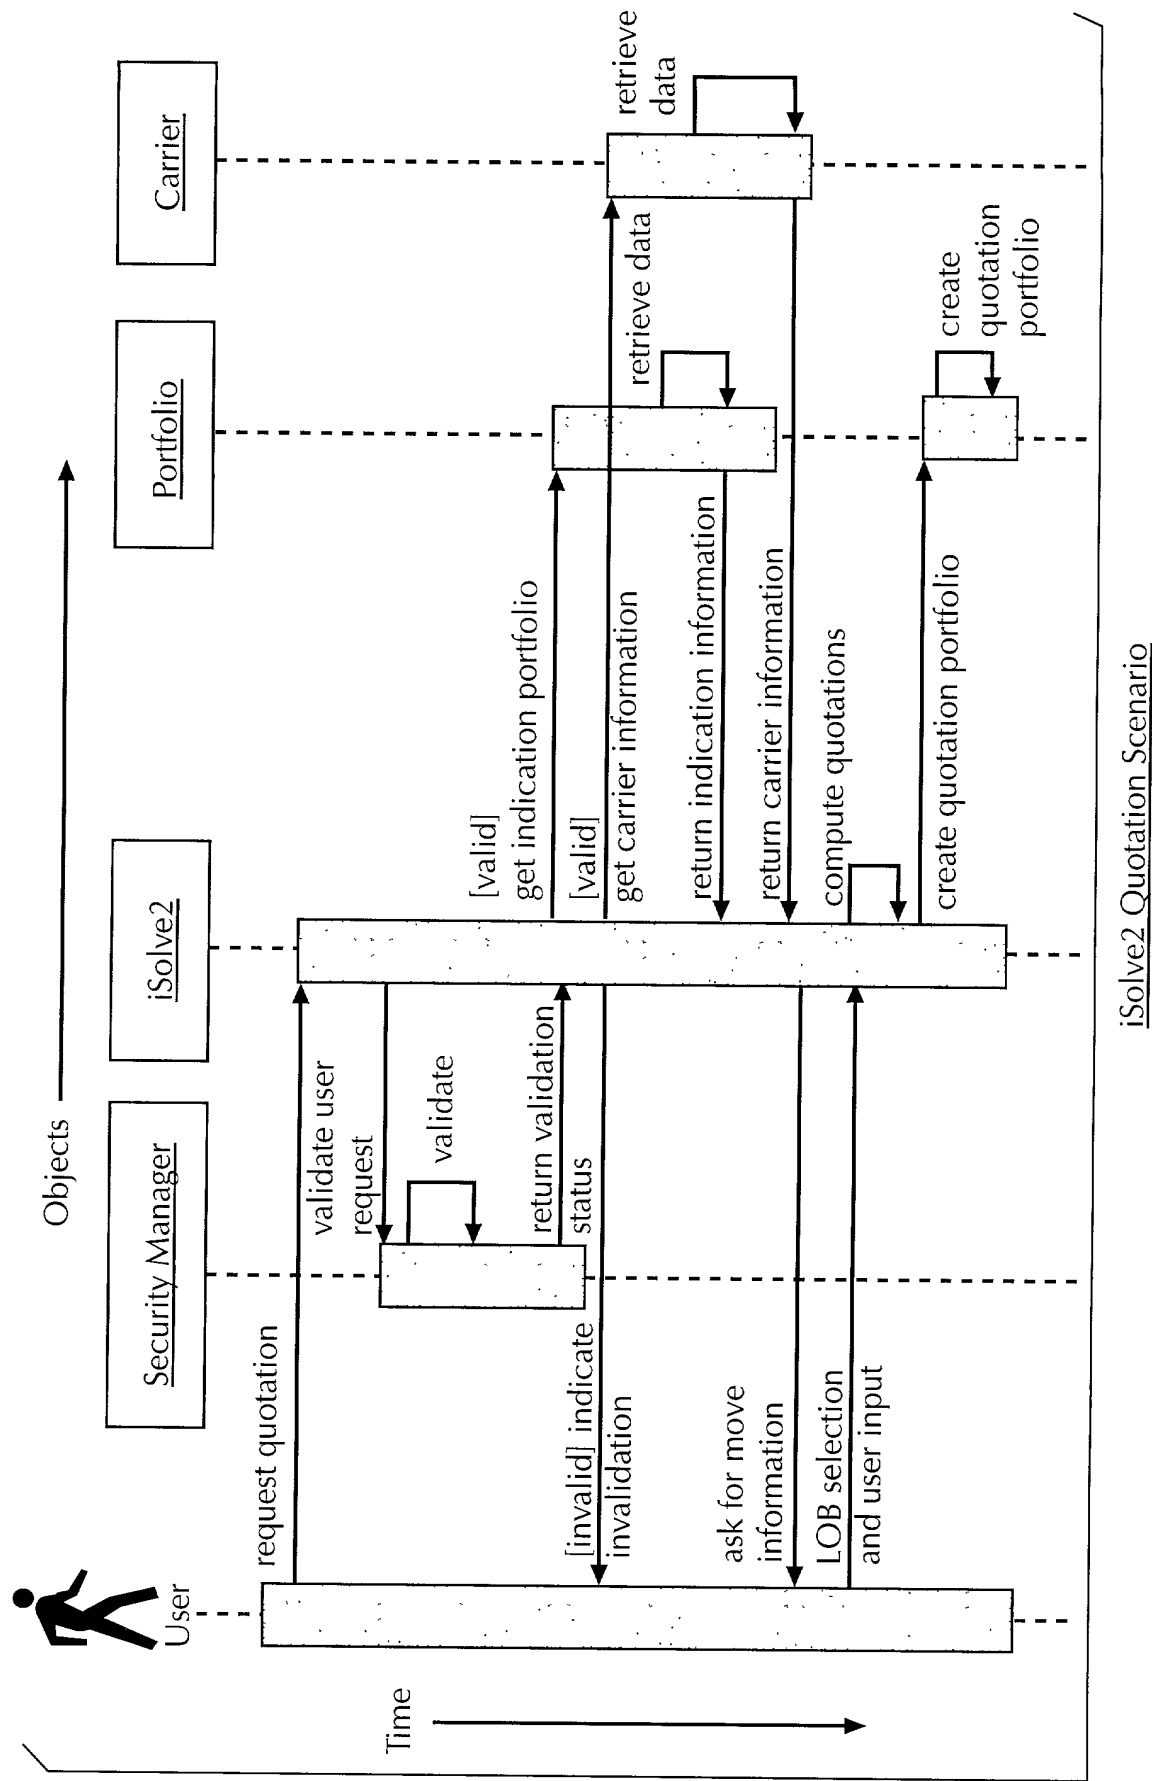 Objects
User
Security Manager
iSolve2
Portfolio
Carrier
Time
request quotation
validate user
request
validate
return validation
status
[invalid] indicate
invalidation
[valid]
get indication portfolio
[valid]
get carrier information
retrieve data
retrieve
data
return indication information
return carrier information
ask for move
information
LOB selection
and user input
compute quotations
create quotation portfolio
create
quotation
portfolio
iSolve2 Quotation Scenario